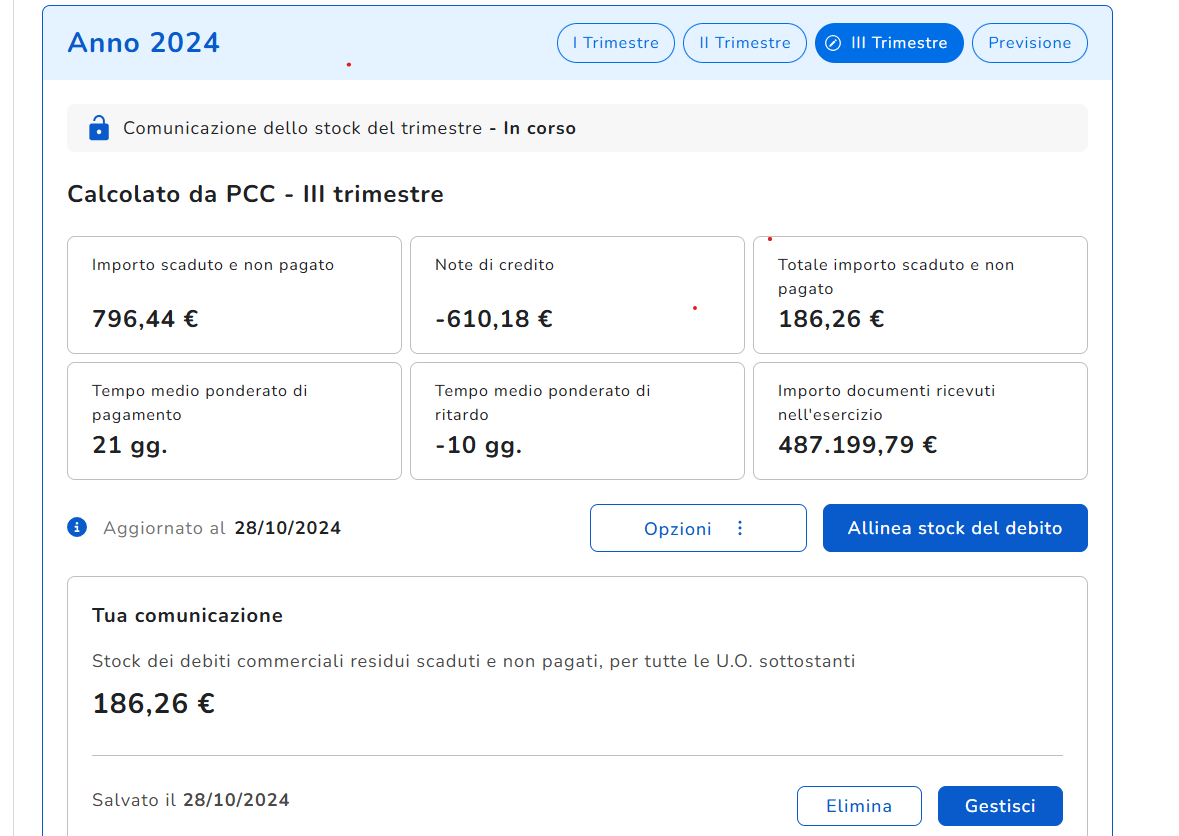 Anno 2024
I Trimestre
II Trimestre
III Trimestre
Previsione
Comunicazione dello stock del trimestre - In corso
Calcolato da PCC - III trimestre
Importo scaduto e non pagato
796,44 €
Note di credito
-610,18 €
Totale importo scaduto e non
pagato
186,26 €
Tempo medio ponderato di
pagamento
21 gg.
Tempo medio ponderato di
ritardo
-10 gg.
Importo documenti ricevuti
nell'esercizio
487.199,79 €
Aggiornato al 28/10/2024
Opzioni
Allinea stock del debito
Tua comunicazione
Stock dei debiti commerciali residui scaduti e non pagati, per tutte le U.O. sottostanti
186,26 €
Salvato il 28/10/2024
Elimina
Gestisci